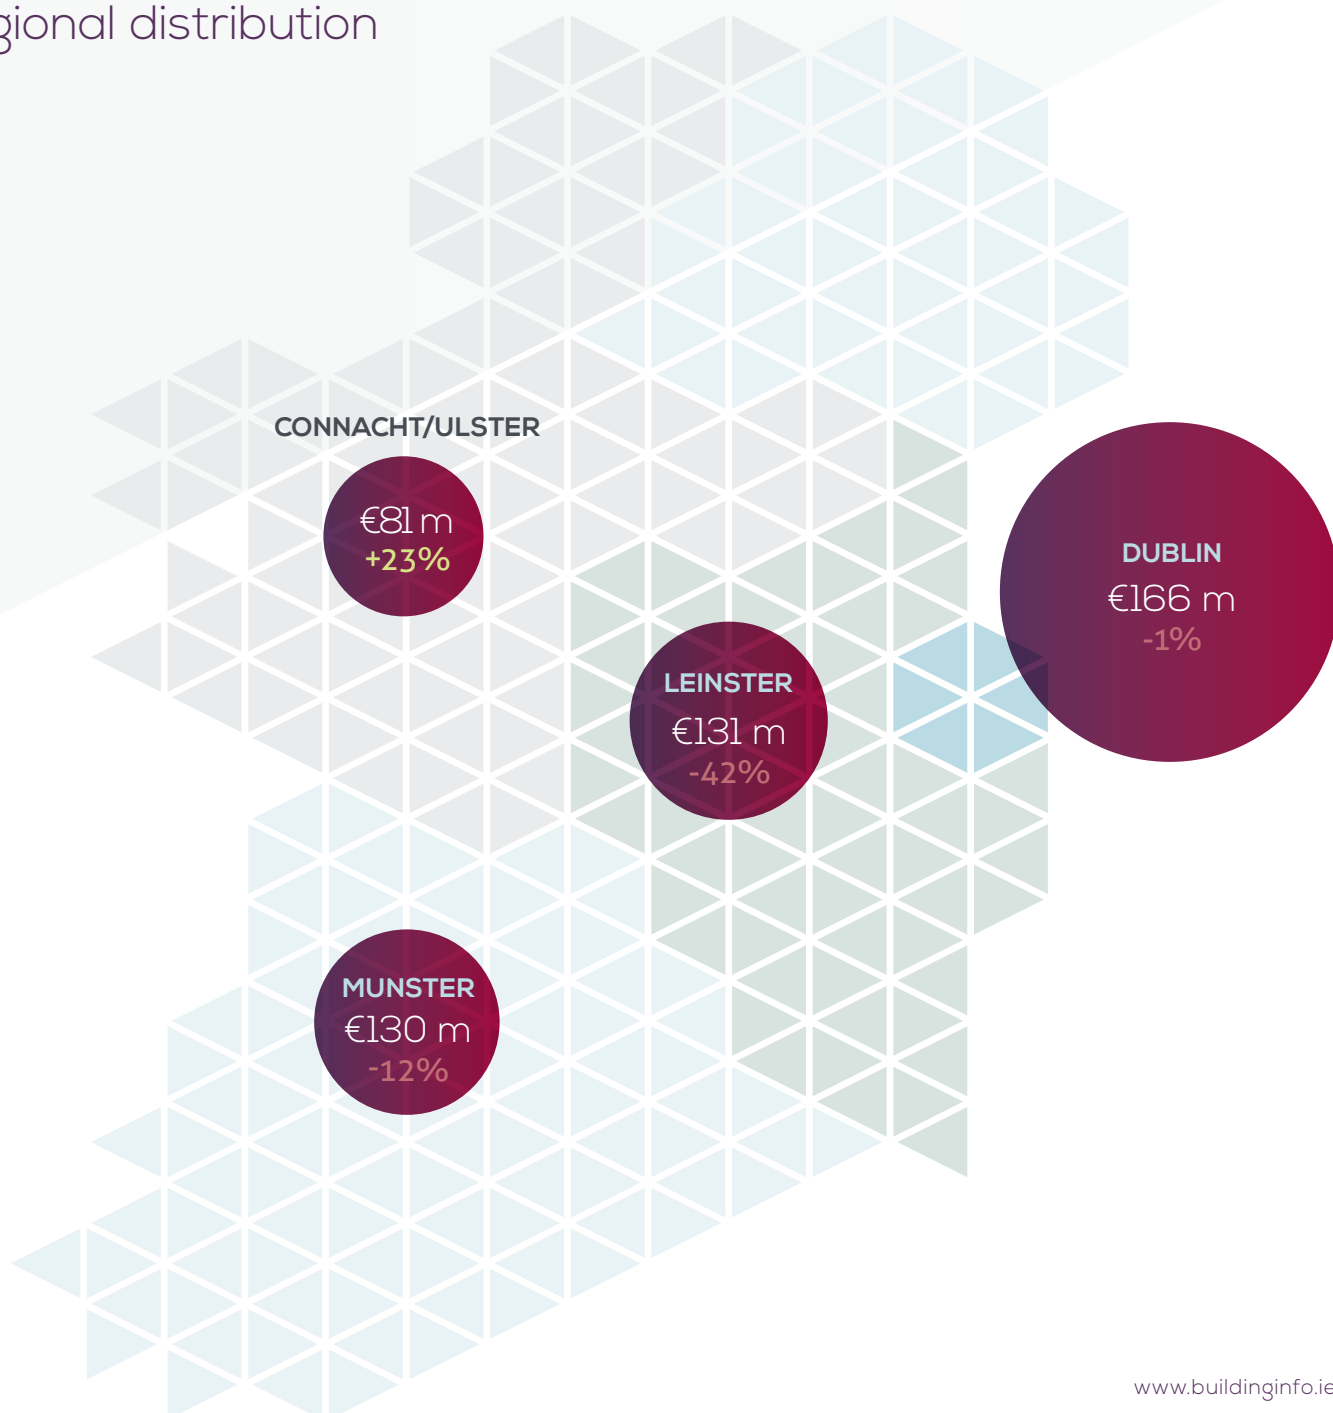 gional distribution
CONNACHT/ULSTER
€81 m
+23%
DUBLIN
€166 m
-1%
LEINSTER
€131 m
-42%
MUNSTER
€130 m
-12%
www.buildinginfo.ie